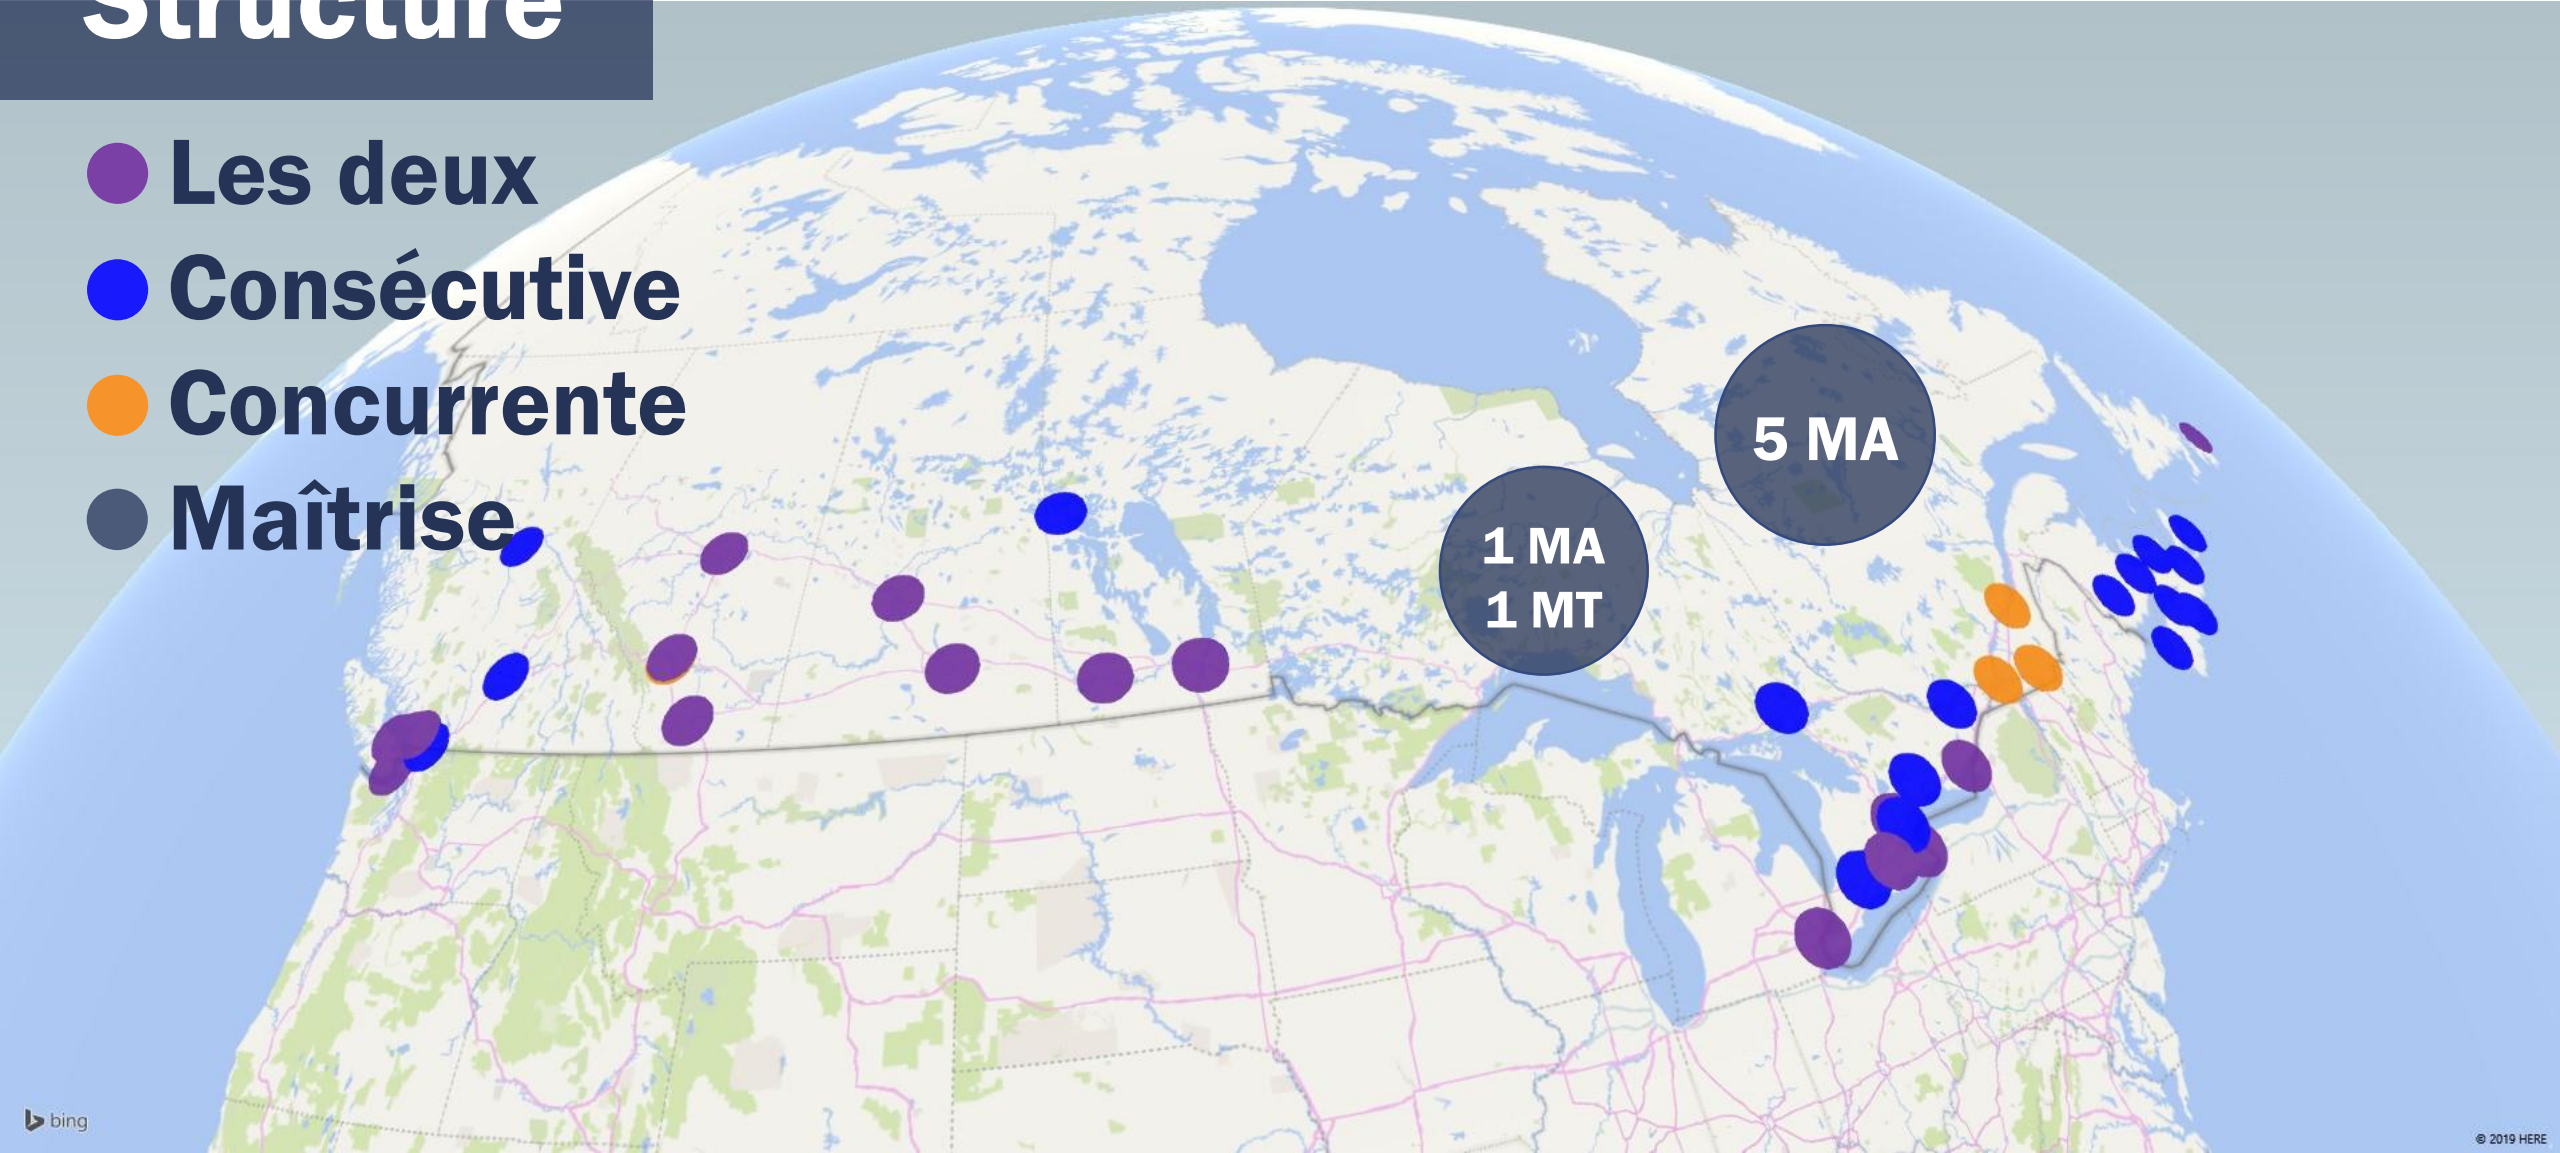 Structure
Les deux
Consécutive
Concurrente
Maîtrise
5 MA
1 MA
1 MT
bing
© 2019 HERE